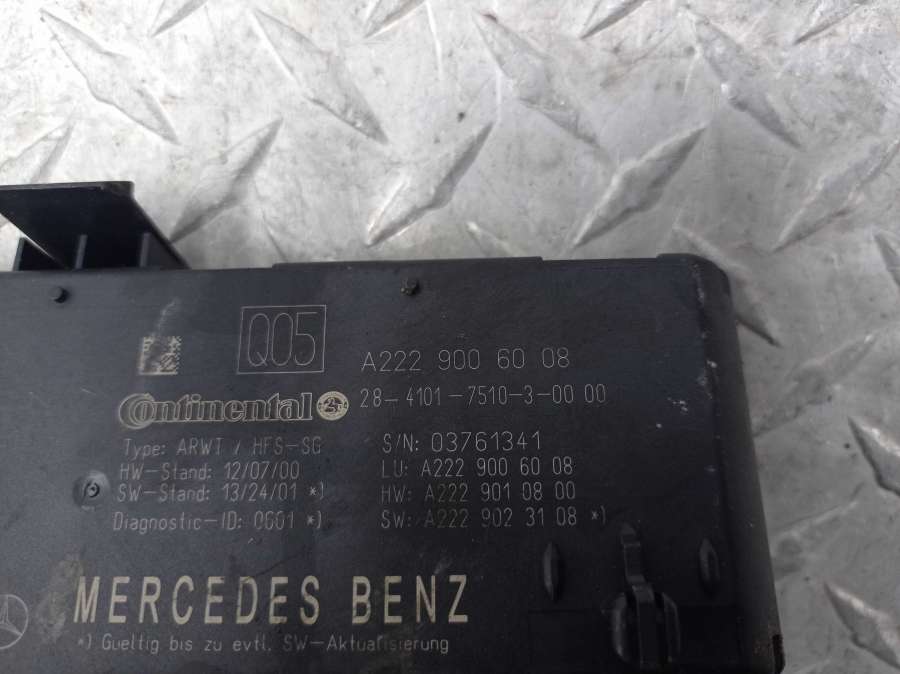 Q05
A222 900 60 08
Continental
28-4101-7510-3-00 00
Type: ARWT / HFS-SG
S/N: 03761341
HW-Stand: 12/07/00
LU: A222 900 60 08
SW-Stand: 13/24/01 *)
HW: A222 901 08 00
Diagnostic-ID: 0601 *)
SW: A222 902 31 08 *)
MERCEDES BENZ
*) Gueltig bis zu evtl. SW-Aktualisierung